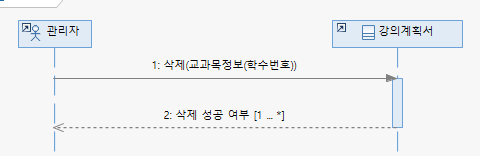 관리자
강의계획서
1: 삭제(교과목정보(학수번호))
2: 삭제 성공 여부 [1 ... *]